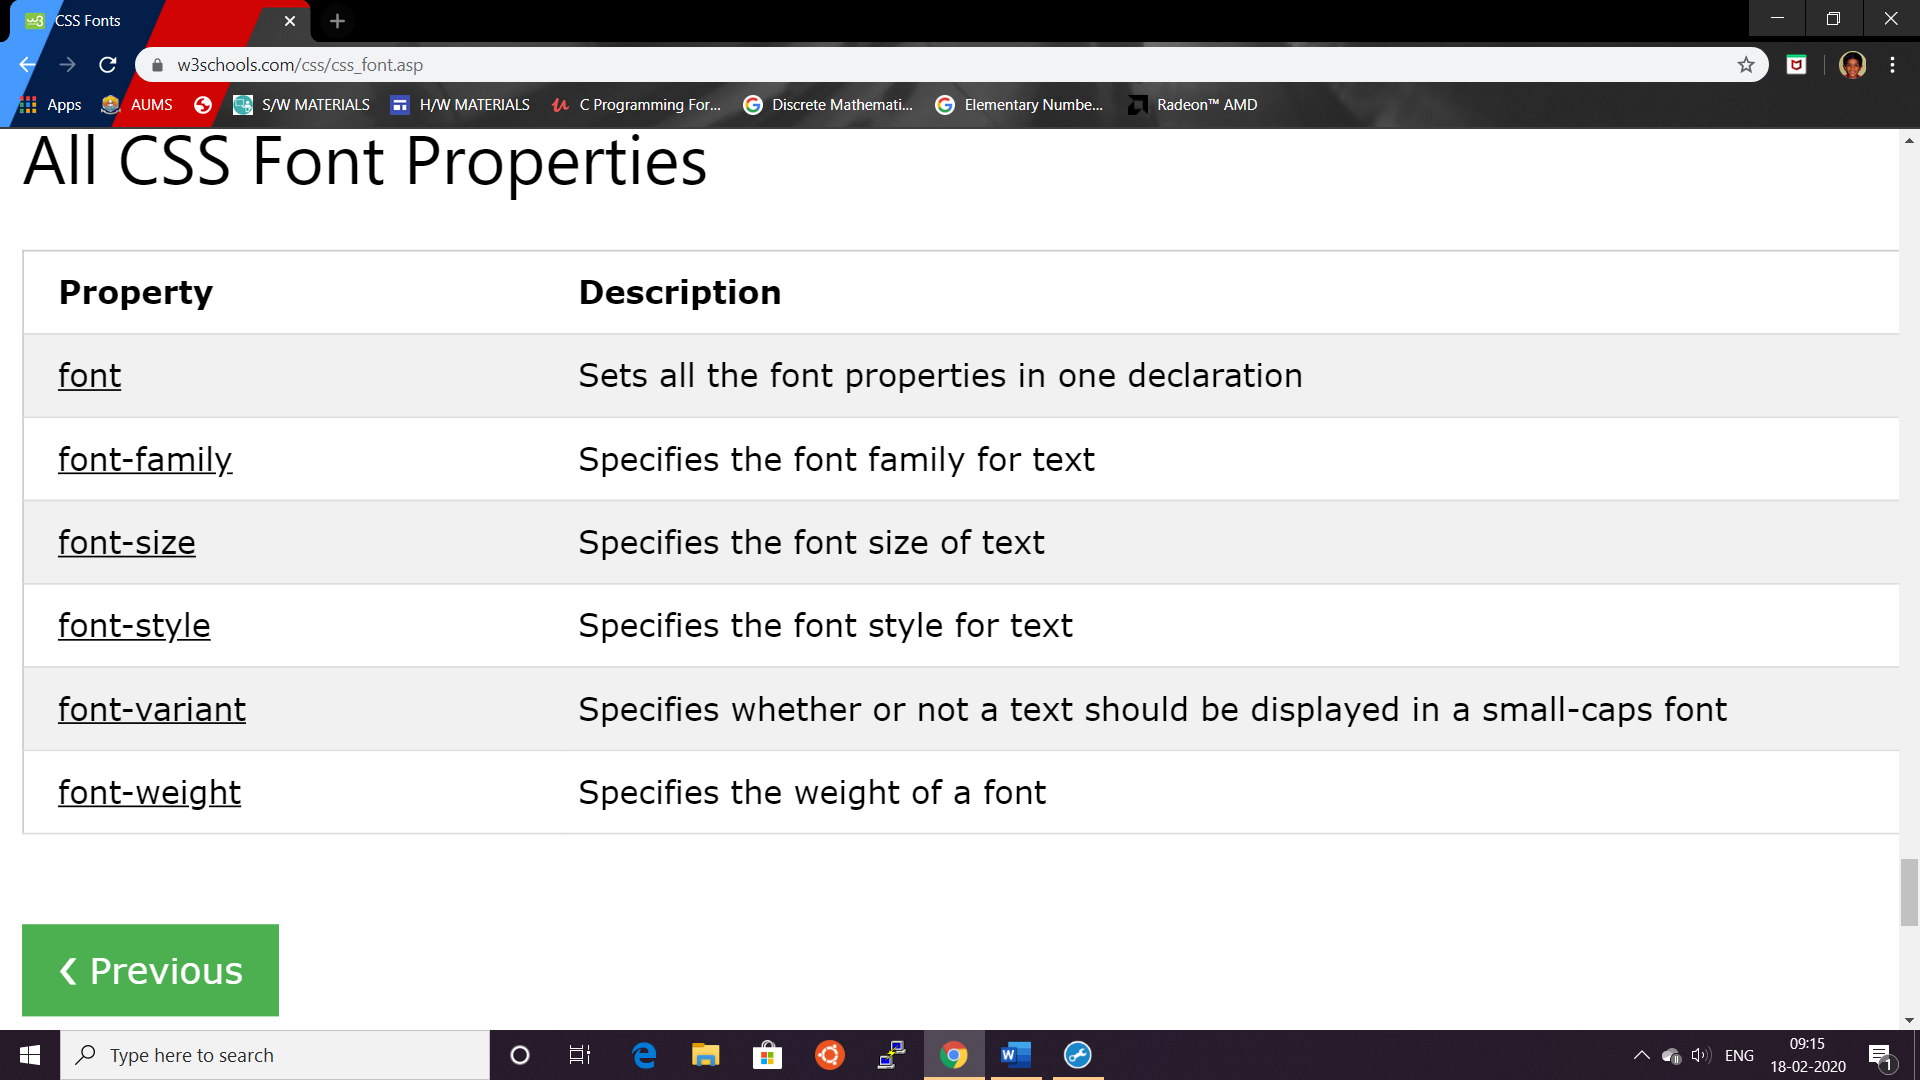 CSS Fonts
w3schools.com/css/css_font.asp
Apps AUMS S/W MATERIALS H/W MATERIALS C Programming For... Discrete Mathemati... Elementary Numbe... Radeon™ AMD
All CSS Font Properties
Property Description
font Sets all the font properties in one declaration
font-family Specifies the font family for text
font-size Specifies the font size of text
font-style Specifies the font style for text
font-variant Specifies whether or not a text should be displayed in a small-caps font
font-weight Specifies the weight of a font
❮ Previous
Type here to search
ENG
09:15
18-02-2020
1